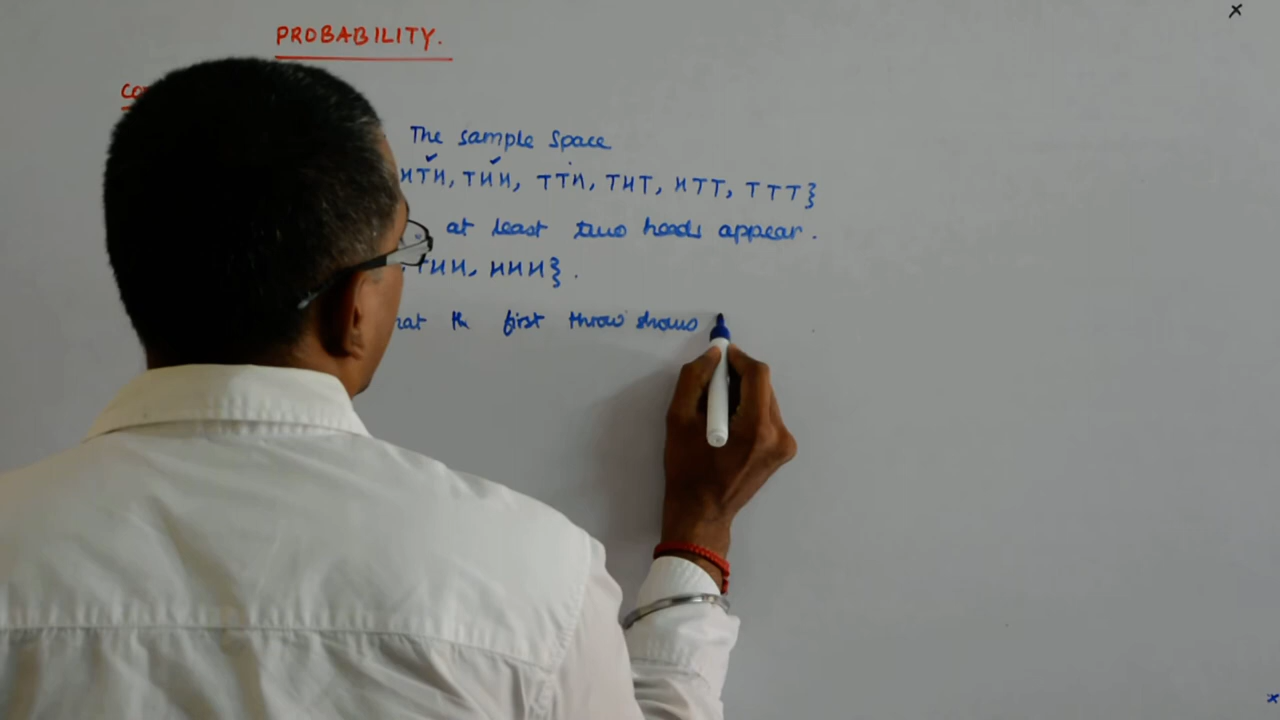 PROBABILITY.
The sample space
HTH, THH, TTH, THT, HTT, TTT}
at least two heads appear.
THH, HHH}.
the first throw shows